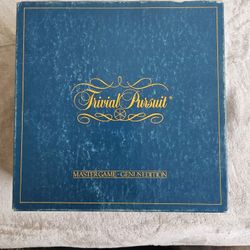 Trivial Pursuit®
MASTER GAME - GENUS EDITION